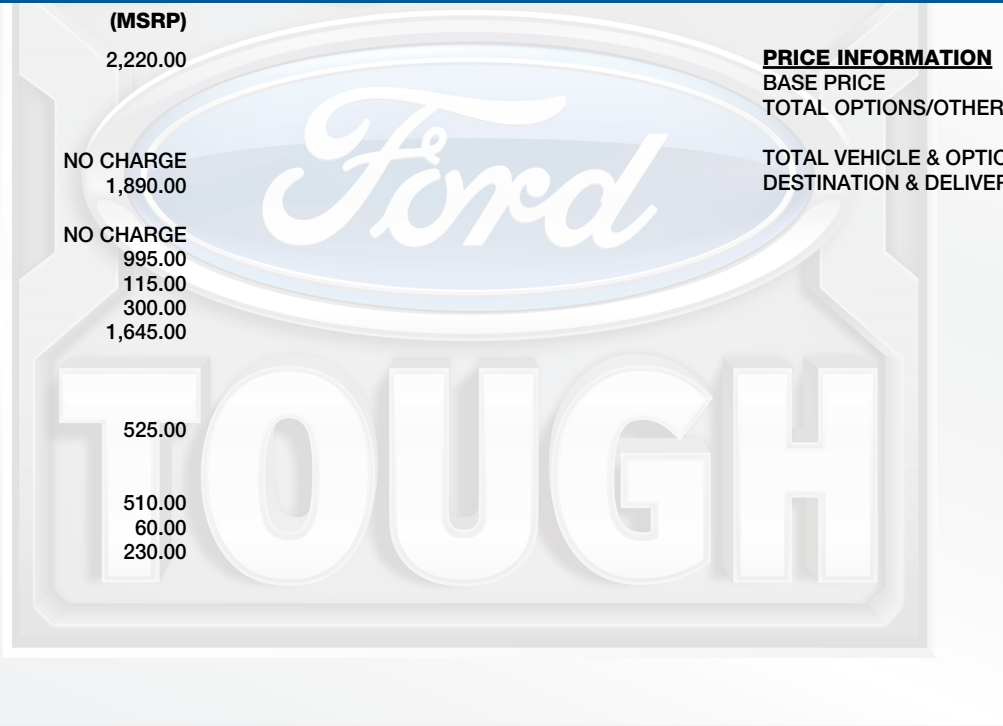 (MSRP)
2,220.00
NO CHARGE
1,890.00
NO CHARGE
995.00
115.00
300.00
1,645.00
525.00
510.00
60.00
230.00
PRICE INFORMATION
BASE PRICE
TOTAL OPTIONS/OTHER
TOTAL VEHICLE & OPTIO
DESTINATION & DELIVER
Ford
TOUGH